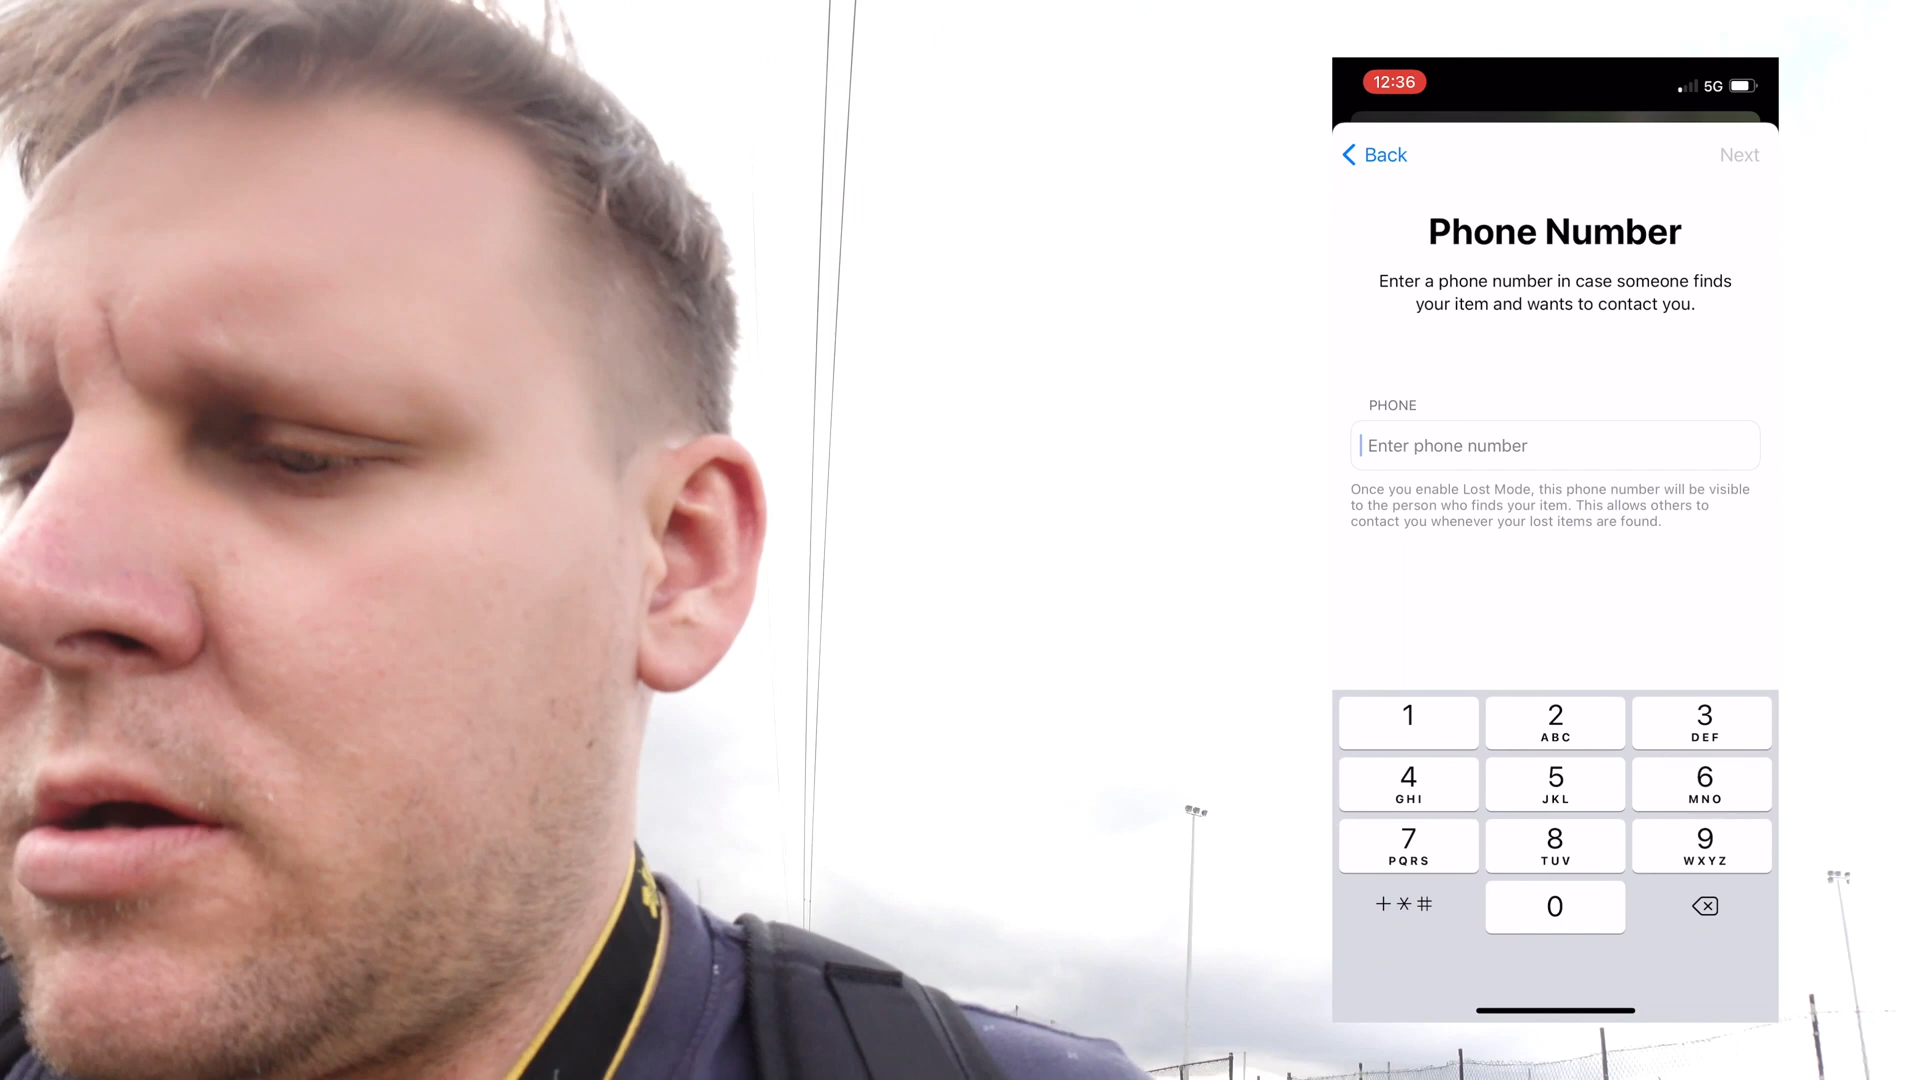 12:36
5G
Back
Next
Phone Number
Enter a phone number in case someone finds
your item and wants to contact you.
PHONE
Enter phone number
Once you enable Lost Mode, this phone number will be visible
to the person who finds your item. This allows others to
contact you whenever your lost items are found.
1
2
3
ABC
DEF
4
5
6
GHI
JKL
MNO
7
8
9
PQRS
TUV
WXYZ
+*#
0